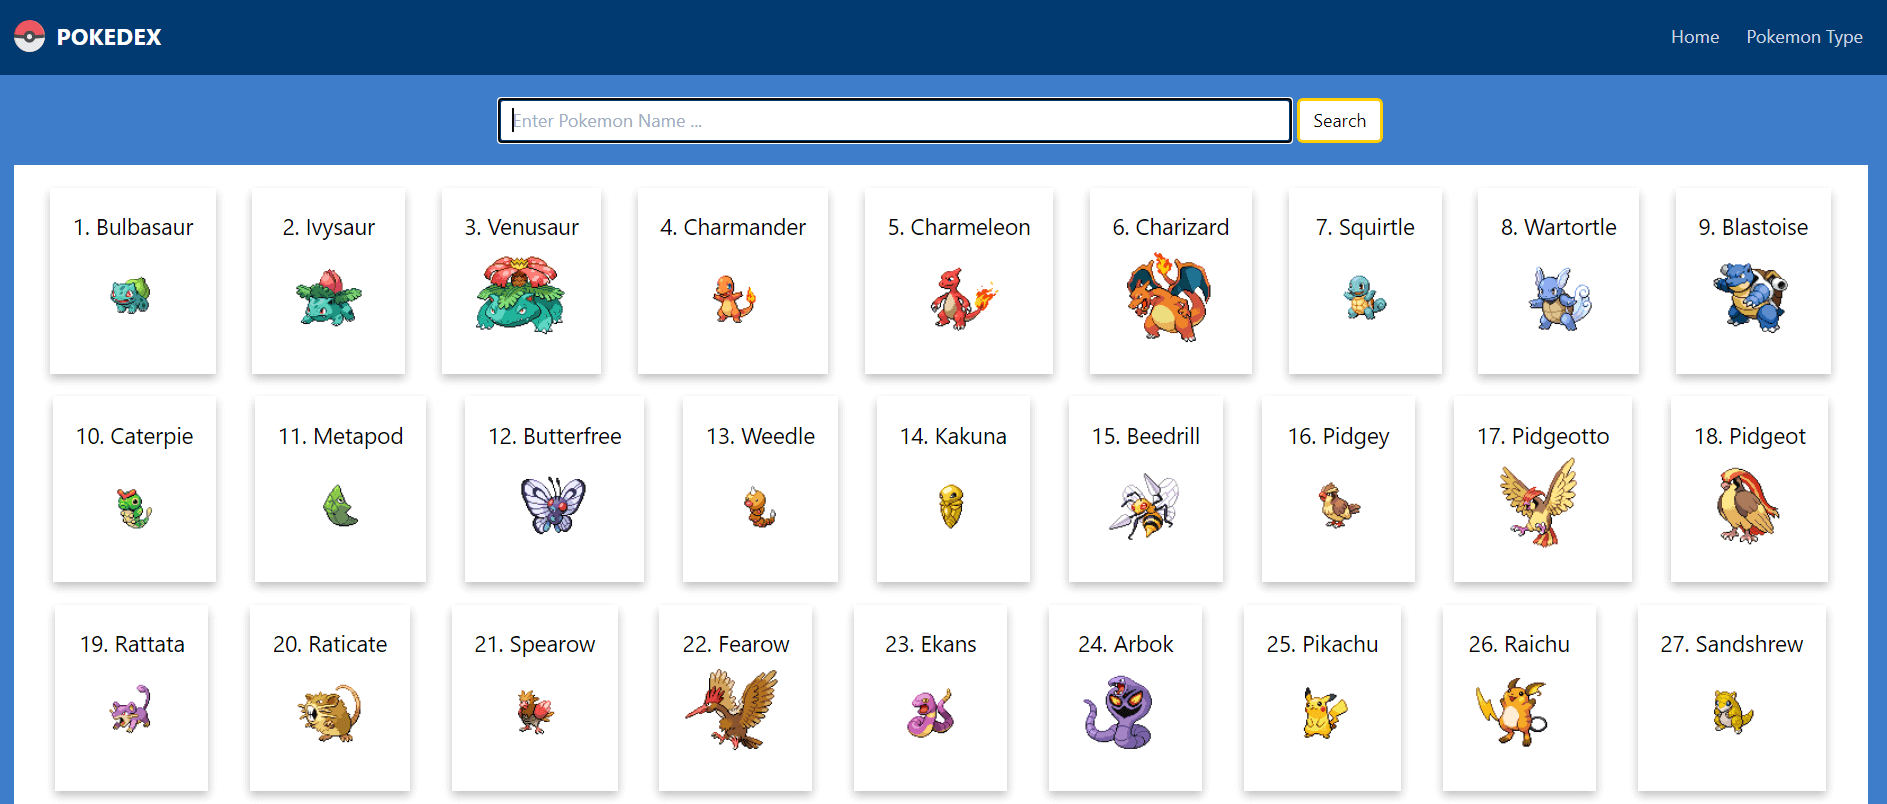 POKEDEX
Home
Pokemon Type
Enter Pokemon Name ...
Search
1. Bulbasaur
2. Ivysaur
3. Venusaur
4. Charmander
5. Charmeleon
6. Charizard
7. Squirtle
8. Wartortle
9. Blastoise
10. Caterpie
11. Metapod
12. Butterfree
13. Weedle
14. Kakuna
15. Beedrill
16. Pidgey
17. Pidgeotto
18. Pidgeot
19. Rattata
20. Raticate
21. Spearow
22. Fearow
23. Ekans
24. Arbok
25. Pikachu
26. Raichu
27. Sandshrew